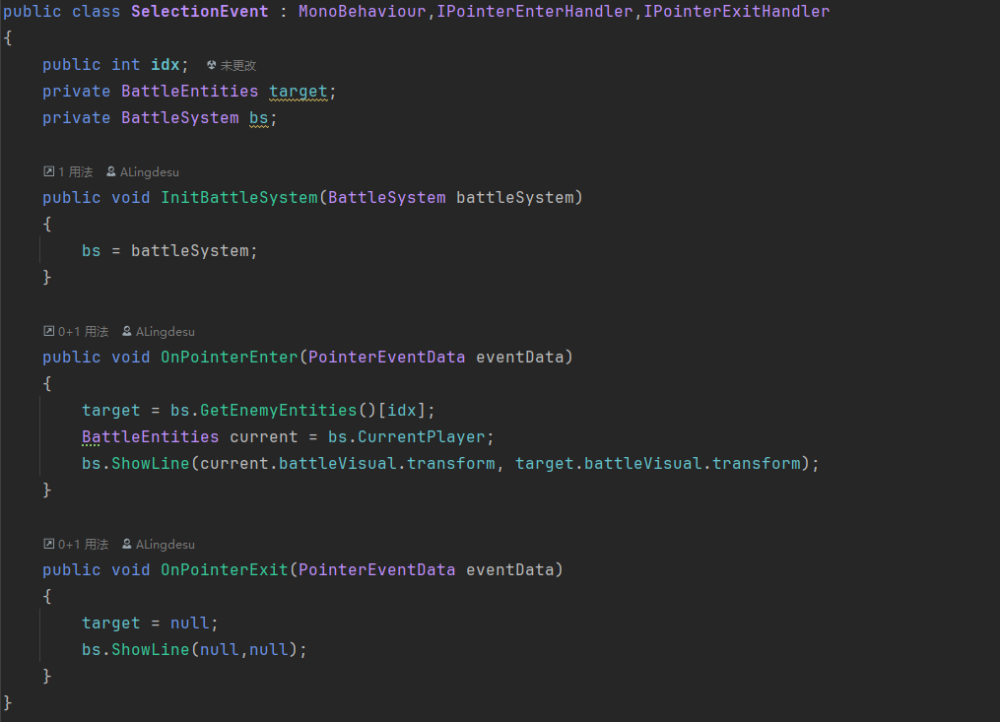 public class SelectionEvent : MonoBehaviour,IPointerEnterHandler,IPointerExitHandler
{
    public int idx;  未更改
    private BattleEntities target;
    private BattleSystem bs;

    1 用法  ALingdesu
    public void InitBattleSystem(BattleSystem battleSystem)
    {
        bs = battleSystem;
    }

    0+1 用法  ALingdesu
    public void OnPointerEnter(PointerEventData eventData)
    {
        target = bs.GetEnemyEntities()[idx];
        BattleEntities current = bs.CurrentPlayer;
        bs.ShowLine(current.battleVisual.transform, target.battleVisual.transform);
    }

    0+1 用法  ALingdesu
    public void OnPointerExit(PointerEventData eventData)
    {
        target = null;
        bs.ShowLine(null,null);
    }
}